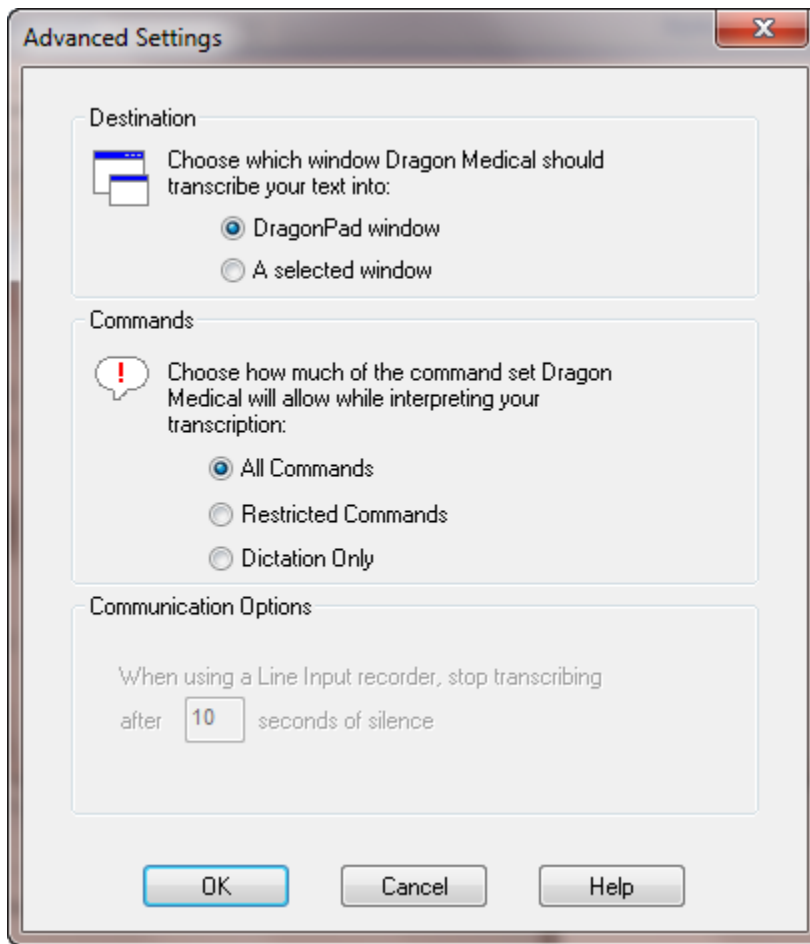 Advanced Settings
Destination
Choose which window Dragon Medical should
transcribe your text into:
DragonPad window
A selected window
Commands
Choose how much of the command set Dragon
Medical will allow while interpreting your
transcription:
All Commands
Restricted Commands
Dictation Only
Communication Options
When using a Line Input recorder, stop transcribing
after 10 seconds of silence
OK Cancel Help